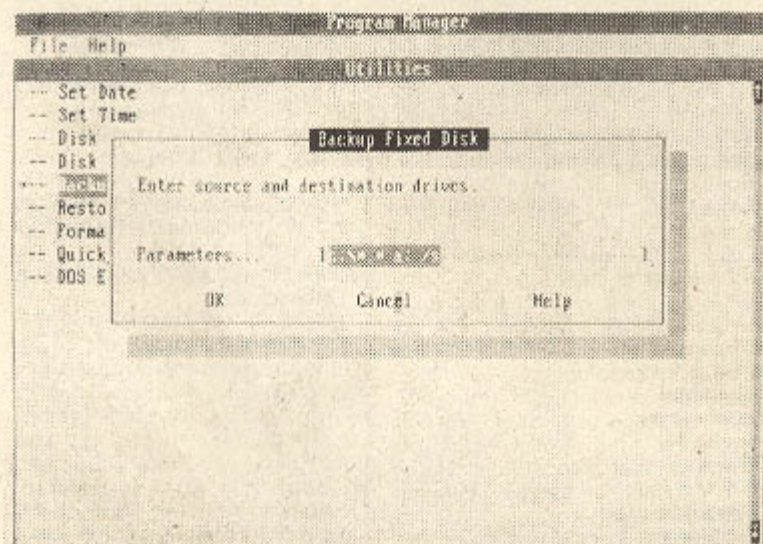 Program Manager
File Help
Utilities
-- Set Date
-- Set Time
-- Disk
-- Disk
Backup Fixed Disk
Enter source and destination drives.
-- Resto
-- Forma
-- Quick
-- DOS E
Parameters... [ ]
OK Cancel Help